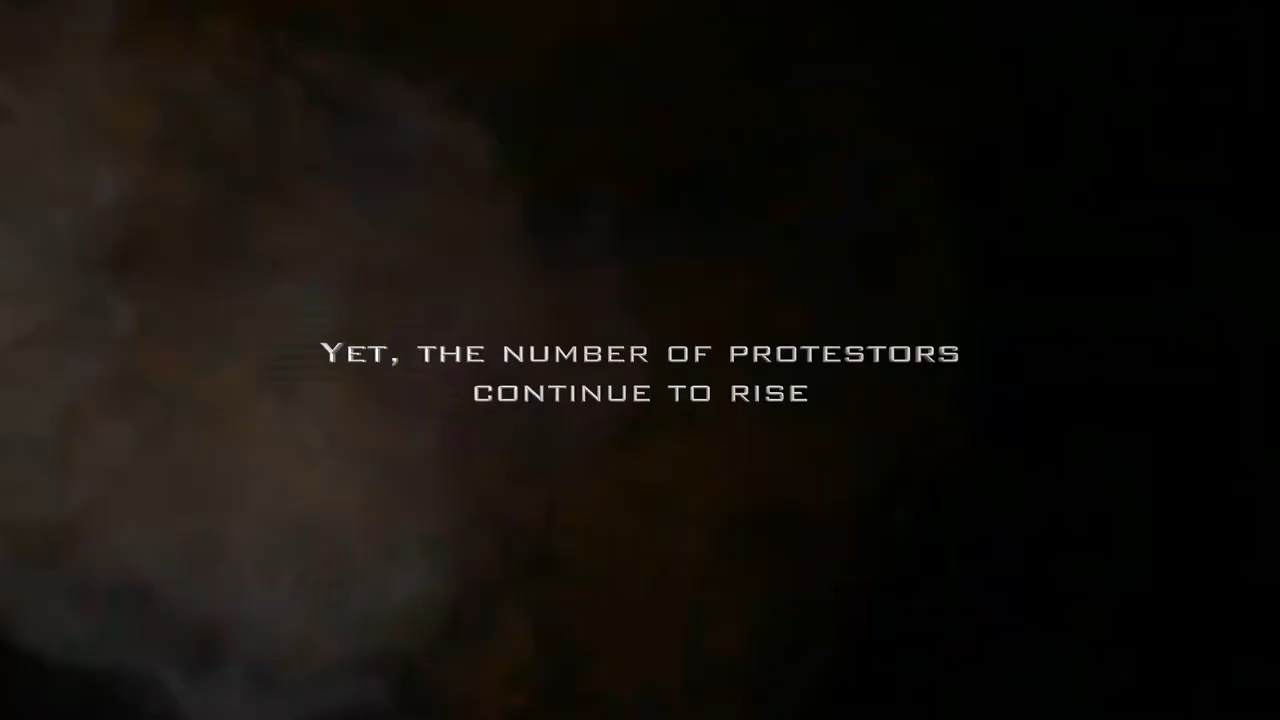 Yet, the number of protestors
continue to rise